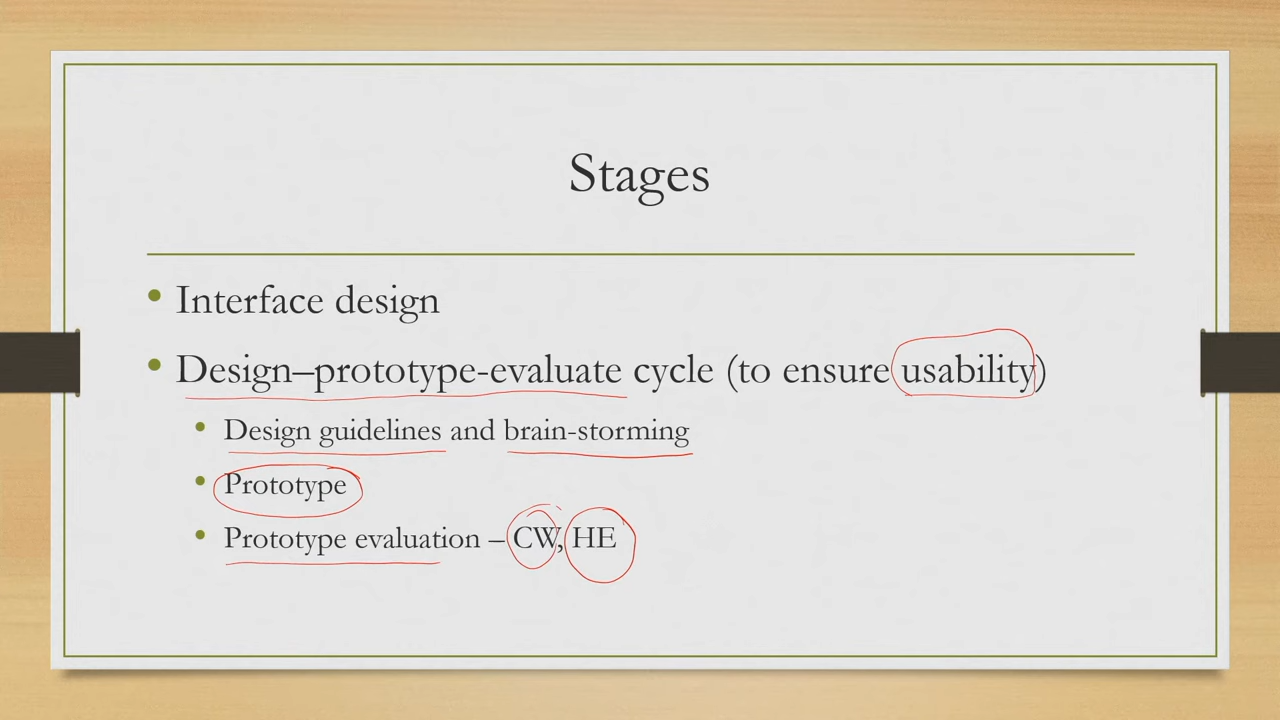 Stages
• Interface design
• Design–prototype-evaluate cycle (to ensure usability)
• Design guidelines and brain-storming
• Prototype
• Prototype evaluation – CW, HE